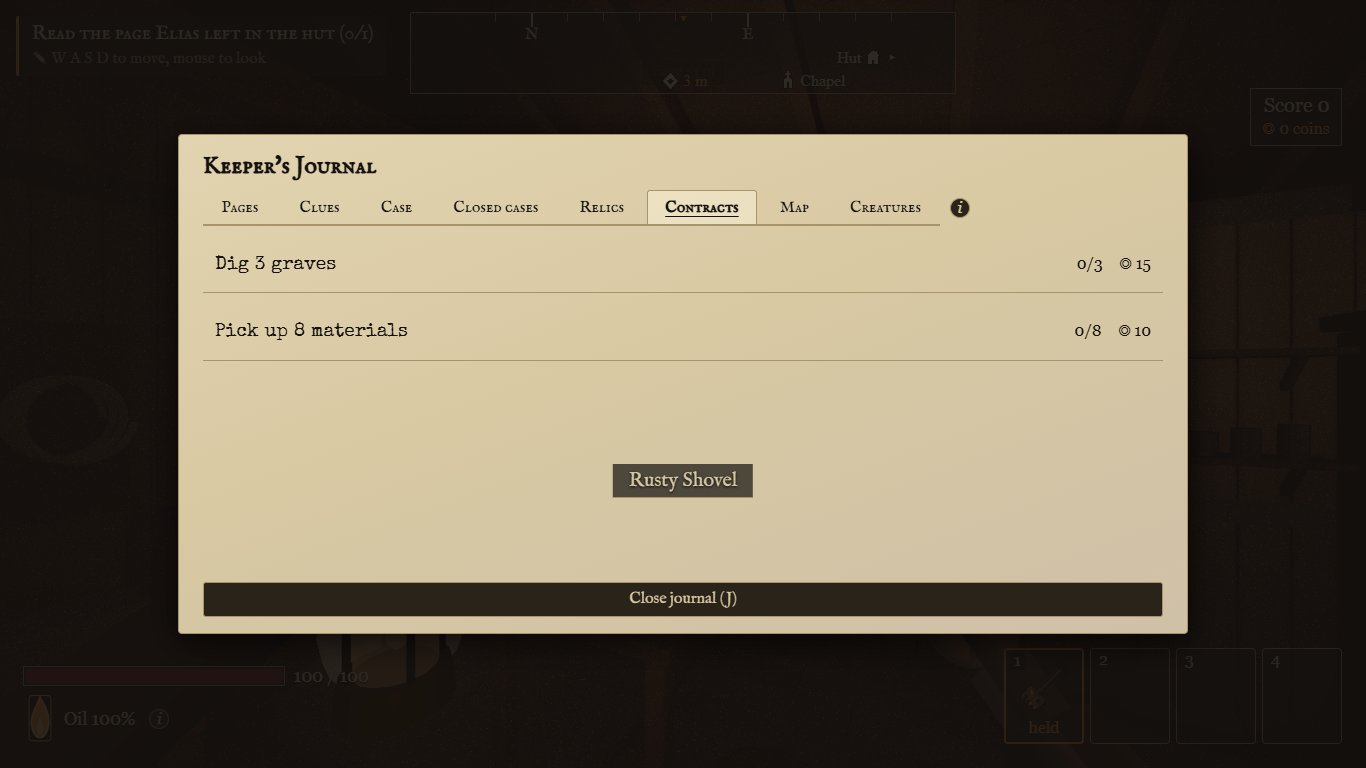 Read the page Elias left in the hut (0/1)
W A S D to move, mouse to look
N E
Hut
3 m Chapel
Score 0
0 coins
Keeper's Journal
Pages Clues Case Closed cases Relics Contracts Map Creatures i
Dig 3 graves 0/3 15
Pick up 8 materials 0/8 10
Rusty Shovel
Close journal (J)
100 / 100
Oil 100% i
1 2 3 4
held